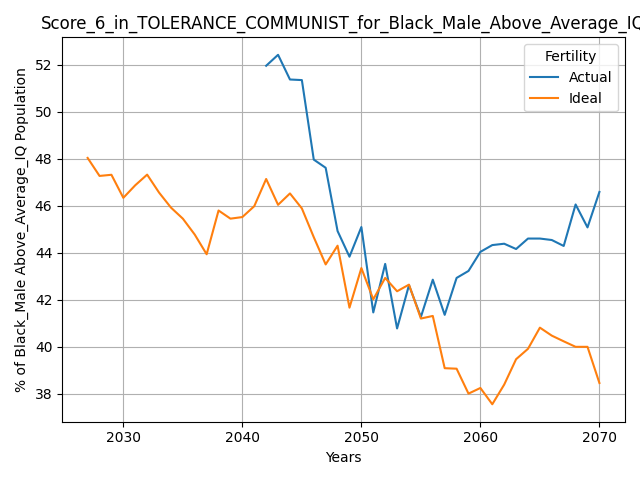 Score_6_in_TOLERANCE_COMMUNIST_for_Black_Male_Above_Average_IQ
% of Black_Male Above_Average_IQ Population
52
50
48
46
44
42
40
38
Fertility
Actual
Ideal
2030 2040 2050 2060 2070
Years